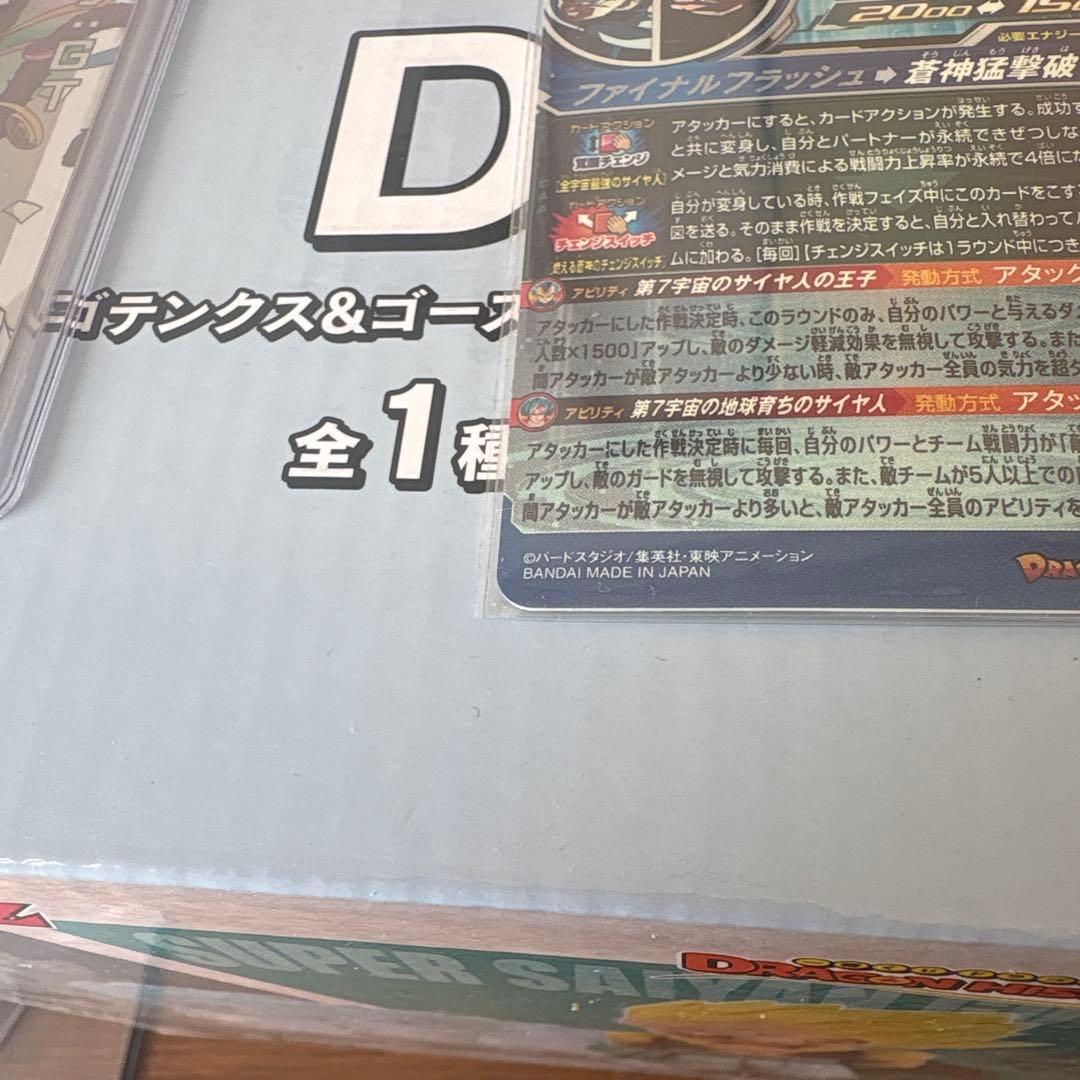 GT
D
ゴテンクス&ゴース
全1種
2000 ⇔ 150
必要エナジー
ファイナルフラッシュ➡蒼神猛撃破
カードアクション
覚醒チェンジ
[全宇宙最強のサイヤ人]
アタッカーにすると、カードアクションが発生する。成功す
と共に変身し、自分とパートナーが永続できぜつしな
メージと気力消費による戦闘力上昇率が永続で4倍にな
カードアクション
チェンジスイッチ
[燃える蒼神のチェンジスイッチ]
自分が変身している時、作戦フェイズ中にこのカードをこす
図を送る。そのまま作戦を決定すると、自分と入れ替わって
ムに加わる。[毎回]【チェンジスイッチは1ラウンド中につき
アビリティ 第7宇宙のサイヤ人の王子 発動方式 アタック
アタッカーにした作戦決定時、このラウンドのみ、自分のパワーと与えるダ
人数×1500」アップし、敵のダメージ軽減効果を無視して攻撃する。また
間アタッカーが敵アタッカーより少ない時、敵アタッカー全員の気力を超
アビリティ 第7宇宙の地球育ちのサイヤ人 発動方式 アタッ
アタッカーにした作戦決定時に毎回、自分のパワーとチーム戦闘力が「敵
アップし、敵のガードを無視して攻撃する。また、敵チームが5人以上での
間アタッカーが敵アタッカーより多いと、敵アタッカー全員のアビリティを
©バードスタジオ/集英社・東映アニメーション
BANDAI MADE IN JAPAN
DRA
SUPER SAIYAN
DRAGON HIS